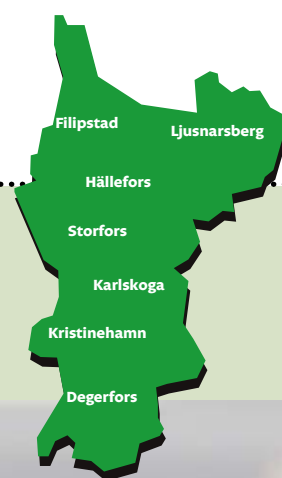 Filipstad
Ljusnarsberg
Hällefors
Storfors
Karlskoga
Kristinehamn
Degerfors